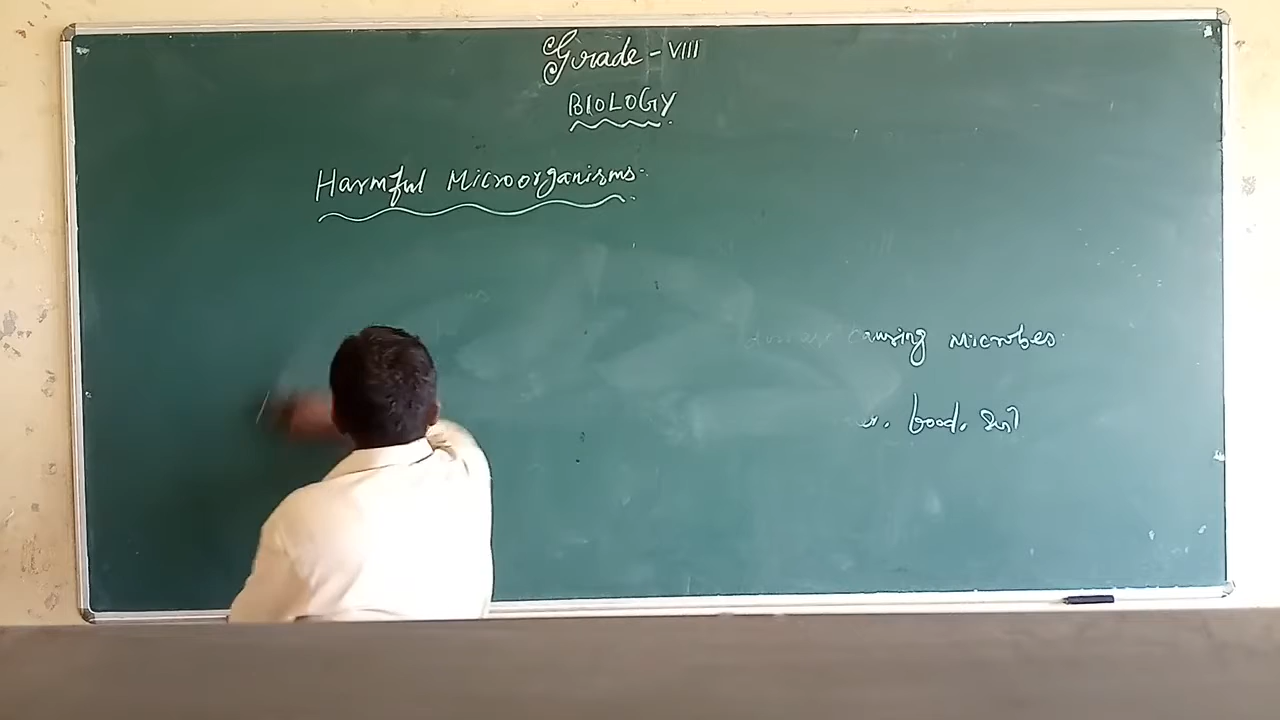 Grade - VIII
BIOLOGY
Harmful Microorganisms.
causing Microbes.
food.